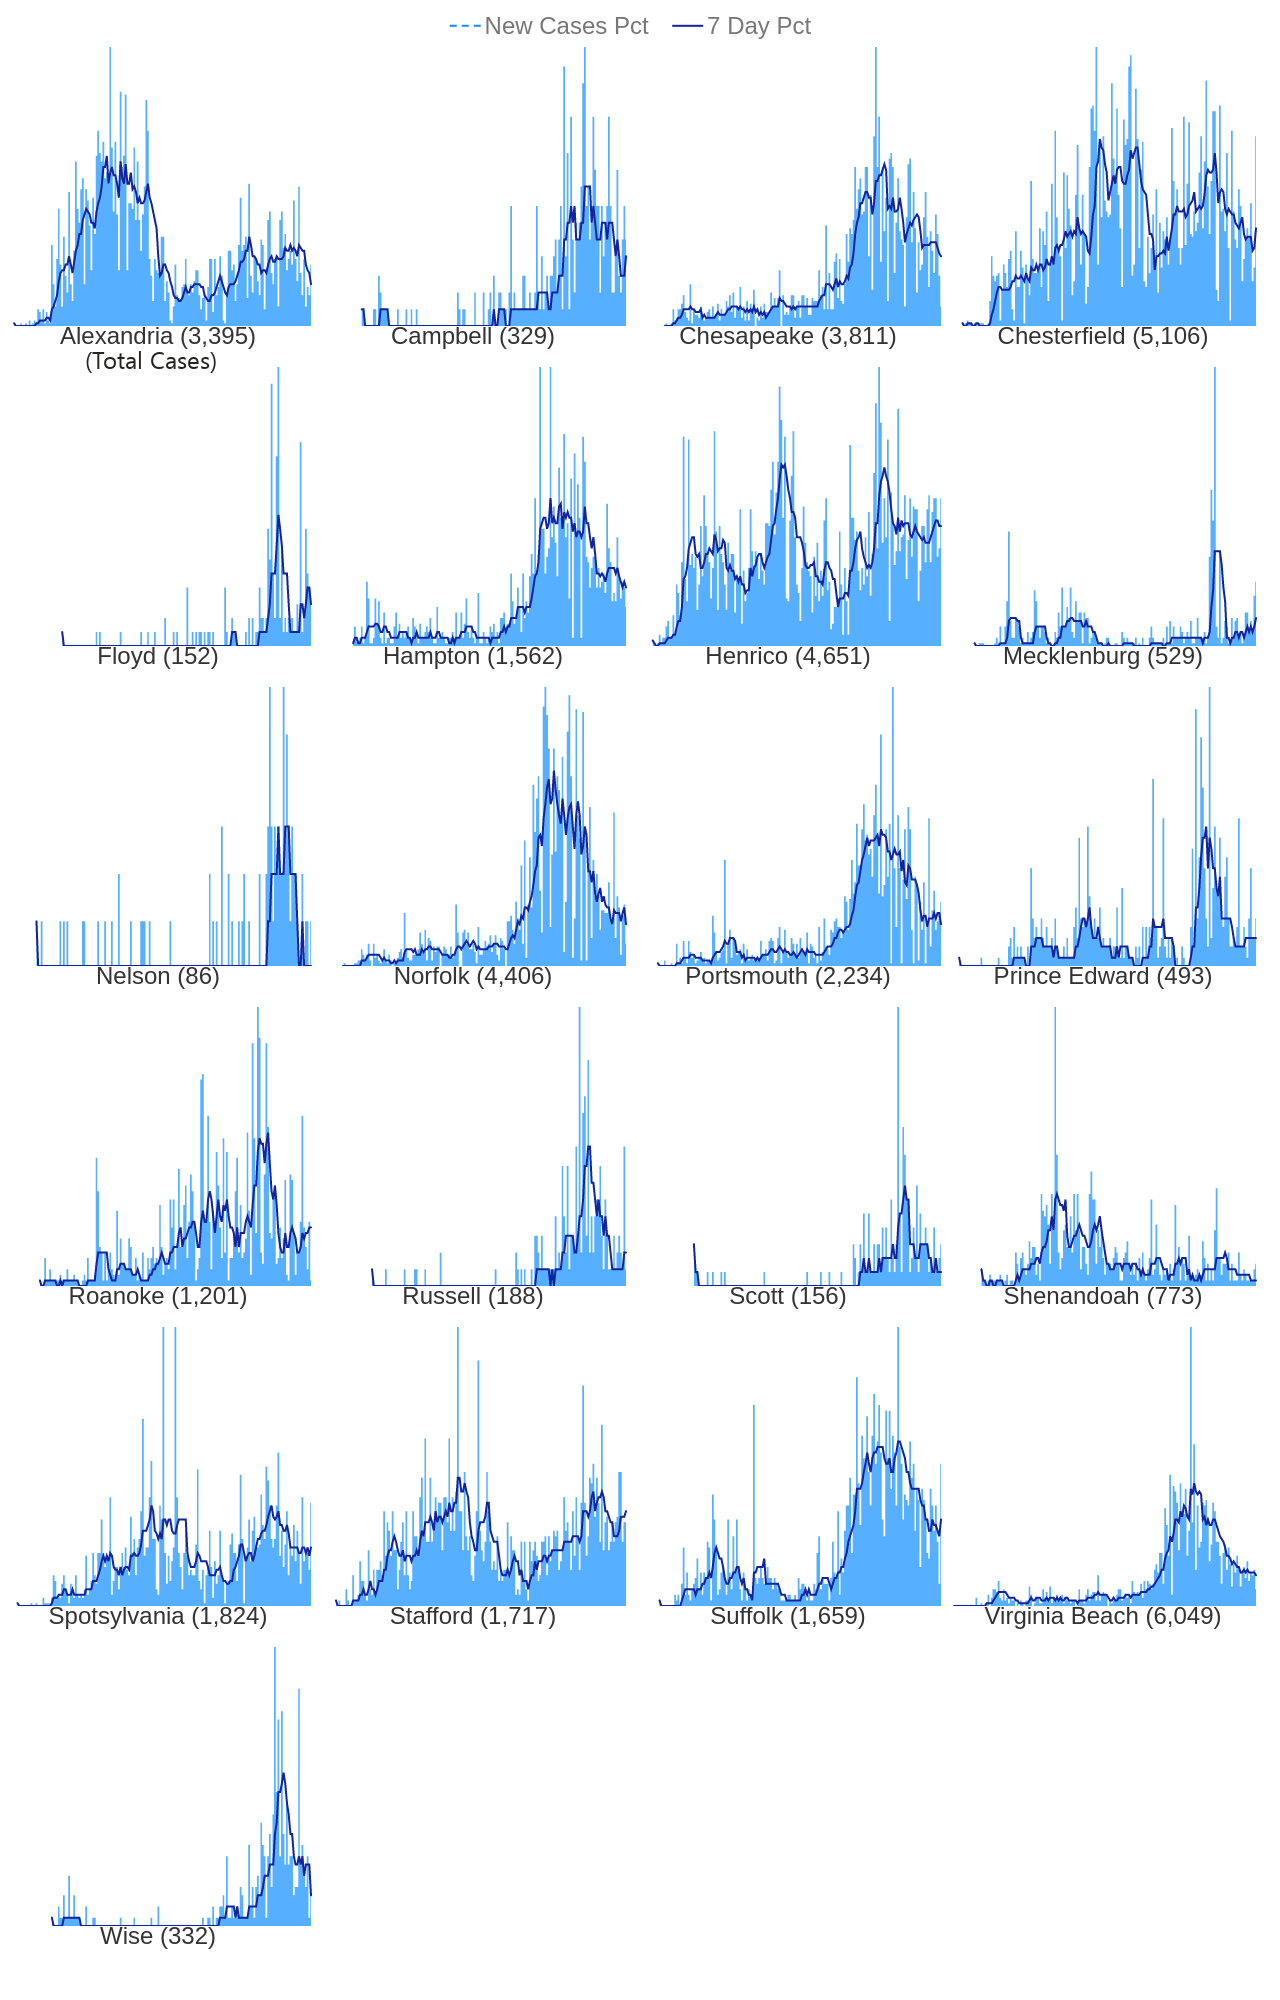 New Cases Pct 7 Day Pct
Alexandria (3,395) Campbell (329) Chesapeake (3,811) Chesterfield (5,106)
(Total Cases)
Floyd (152) Hampton (1,562) Henrico (4,651) Mecklenburg (529)
Nelson (86) Norfolk (4,406) Portsmouth (2,234) Prince Edward (493)
Roanoke (1,201) Russell (188) Scott (156) Shenandoah (773)
Spotsylvania (1,824) Stafford (1,717) Suffolk (1,659) Virginia Beach (6,049)
Wise (332)